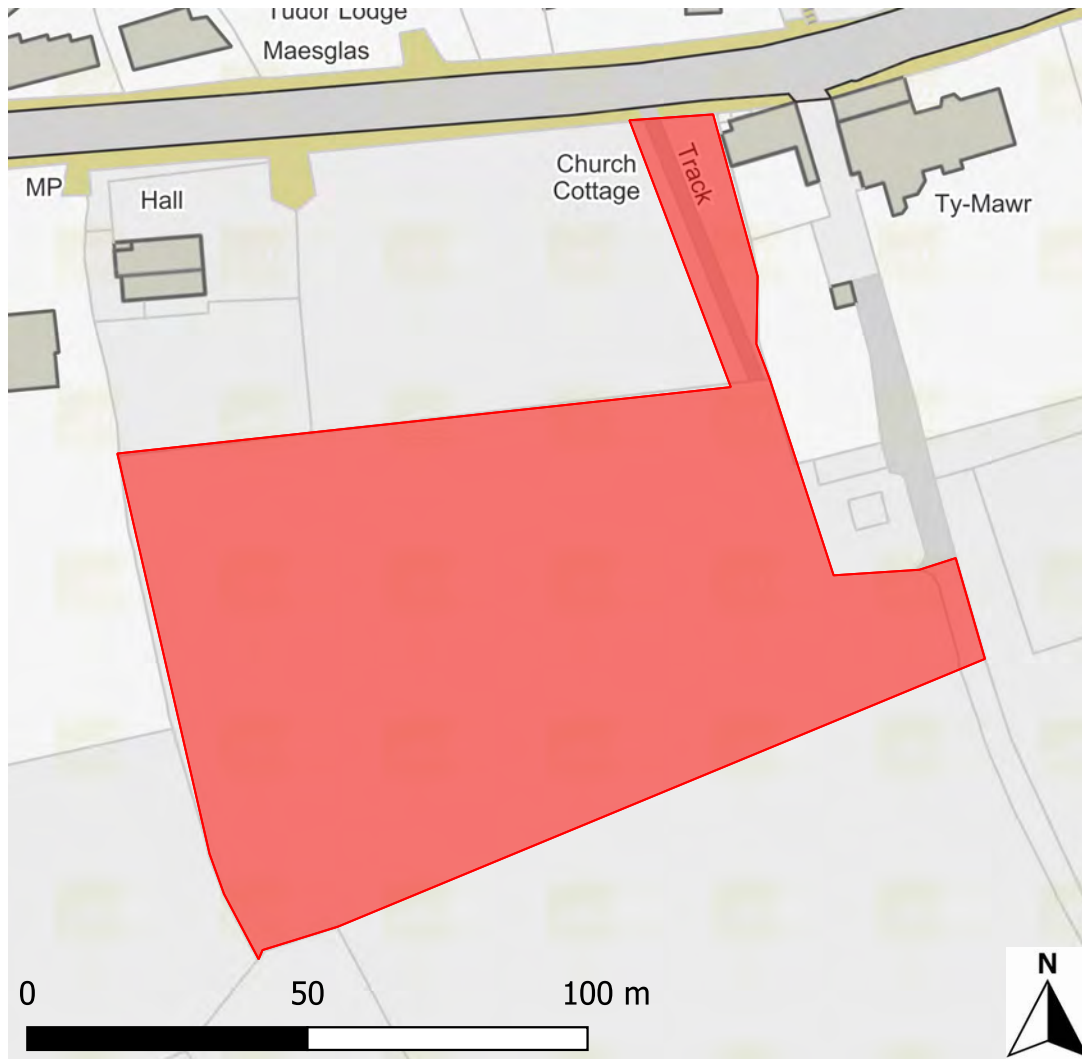 Tudor Lodge
Maesglas
MP
Hall
Church
Cottage
Track
Ty-Mawr
N
0 50 100 m